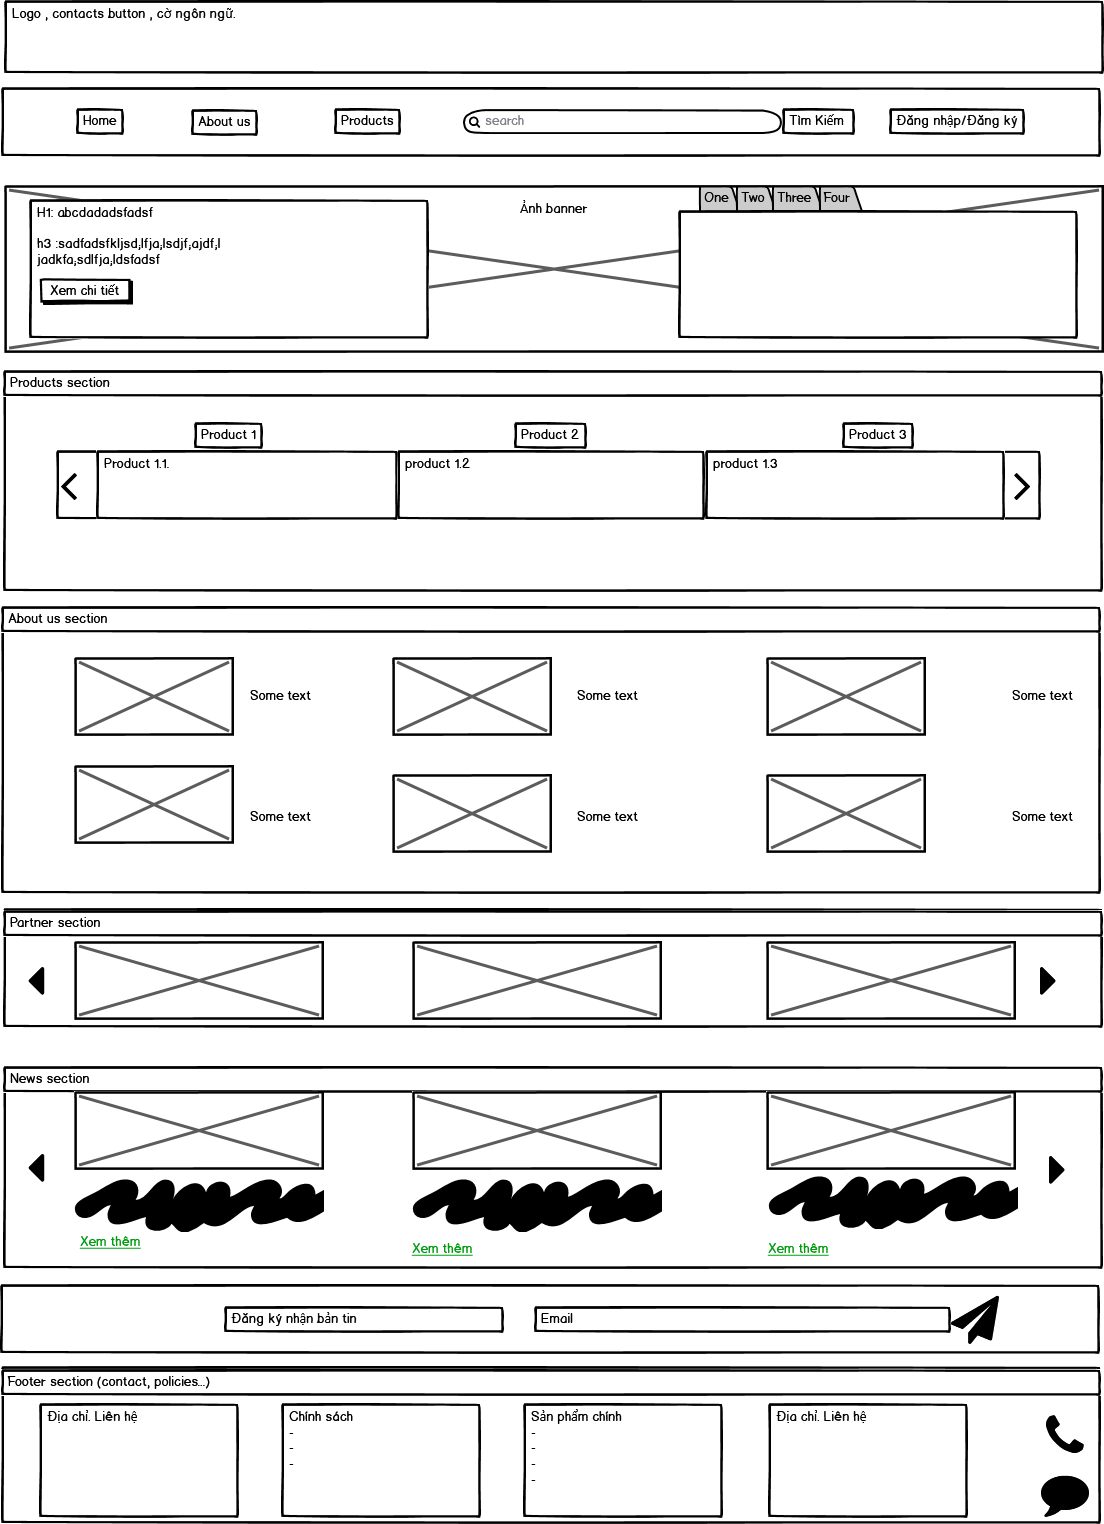 Logo , contacts button , cờ ngôn ngữ.
Home
About us
Products
search
Tìm Kiếm
Đăng nhập/Đăng ký
H1: abcdadadsfadsf
h3 :sadfadsfkljsd;lfja;lsdjf;ajdf;l
jadkfa;sdlfja;ldsfadsf
Xem chi tiết
Ảnh banner
One
Two
Three
Four
Products section
Product 1
Product 2
Product 3
Product 1.1.
product 1.2
product 1.3
About us section
Some text
Some text
Some text
Some text
Some text
Some text
Partner section
News section
Xem thêm
Xem thêm
Xem thêm
Đăng ký nhận bản tin
Email
Footer section (contact, policies...)
Địa chỉ. Liên hệ
Chính sách
-
-
-
Sản phẩm chính
-
-
-
-
Địa chỉ. Liên hệ